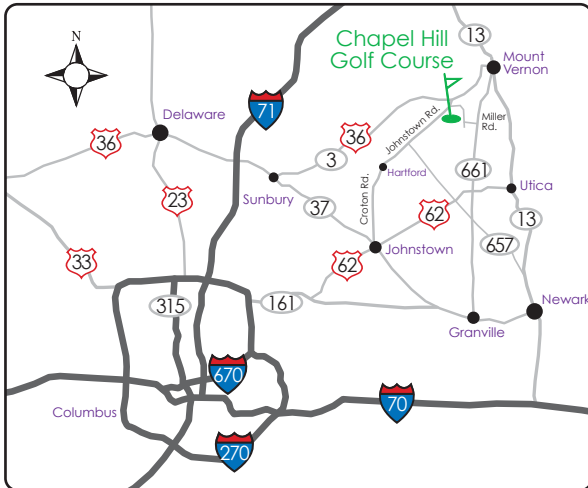 N
13
Chapel Hill
Golf Course
Mount
Vernon
71
Delaware
36
36
Johnstown Rd.
Miller
Rd.
3
Hartford
661
23
Sunbury
37
Croton Rd.
62
Utica
13
657
Johnstown
33
62
315
161
Newark
Granville
670
70
Columbus
270